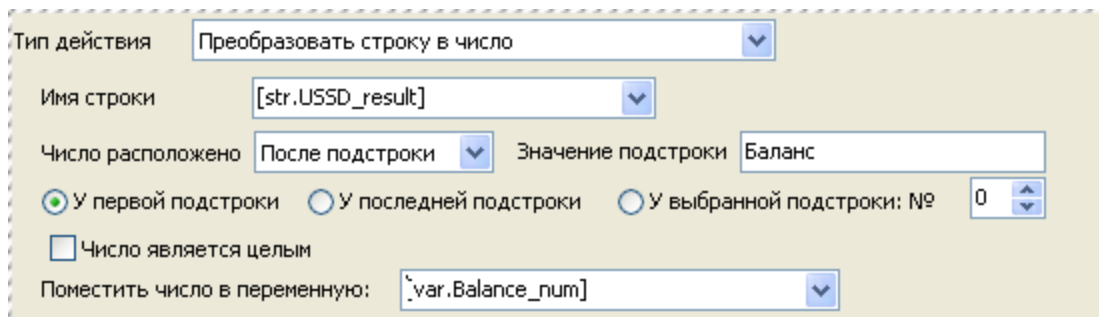 Тип действия Преобразовать строку в число
Имя строки [str.USSD_result]
Число расположено После подстроки Значение подстроки Баланс
У первой подстроки У последней подстроки У выбранной подстроки: № 0
Число является целым
Поместить число в переменную: [var.Balance_num]